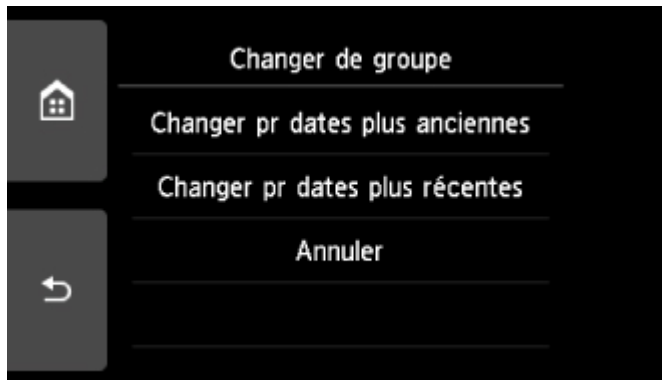 Changer de groupe
Changer pr dates plus anciennes
Changer pr dates plus récentes
Annuler